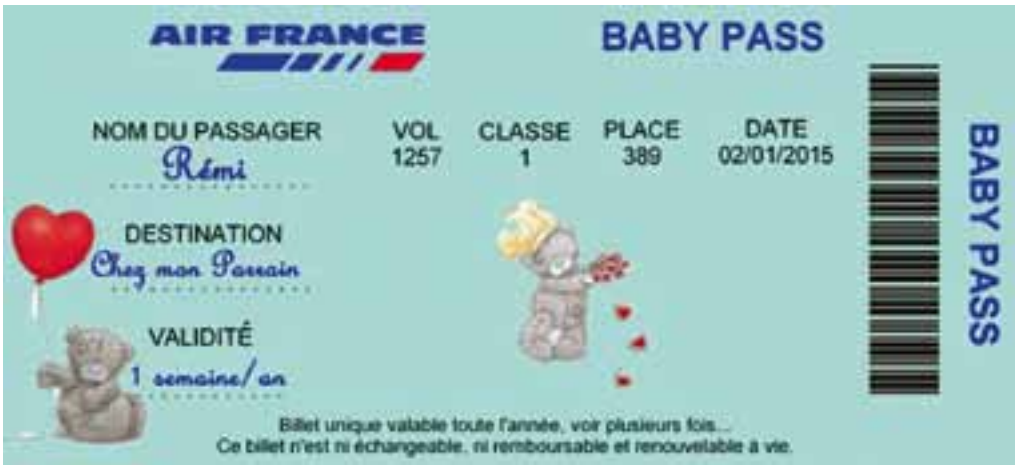 AIR FRANCE
BABY PASS
NOM DU PASSAGER
Rémi
VOL
1257
CLASSE
1
PLACE
389
DATE
02/01/2015
DESTINATION
Chez mon Parrain
VALIDITÉ
1 semaine/an
Billet unique valable toute l'année, voir plusieurs fois...
Ce billet n'est ni échangeable, ni remboursable et renouvelable à vie.
BABY PASS